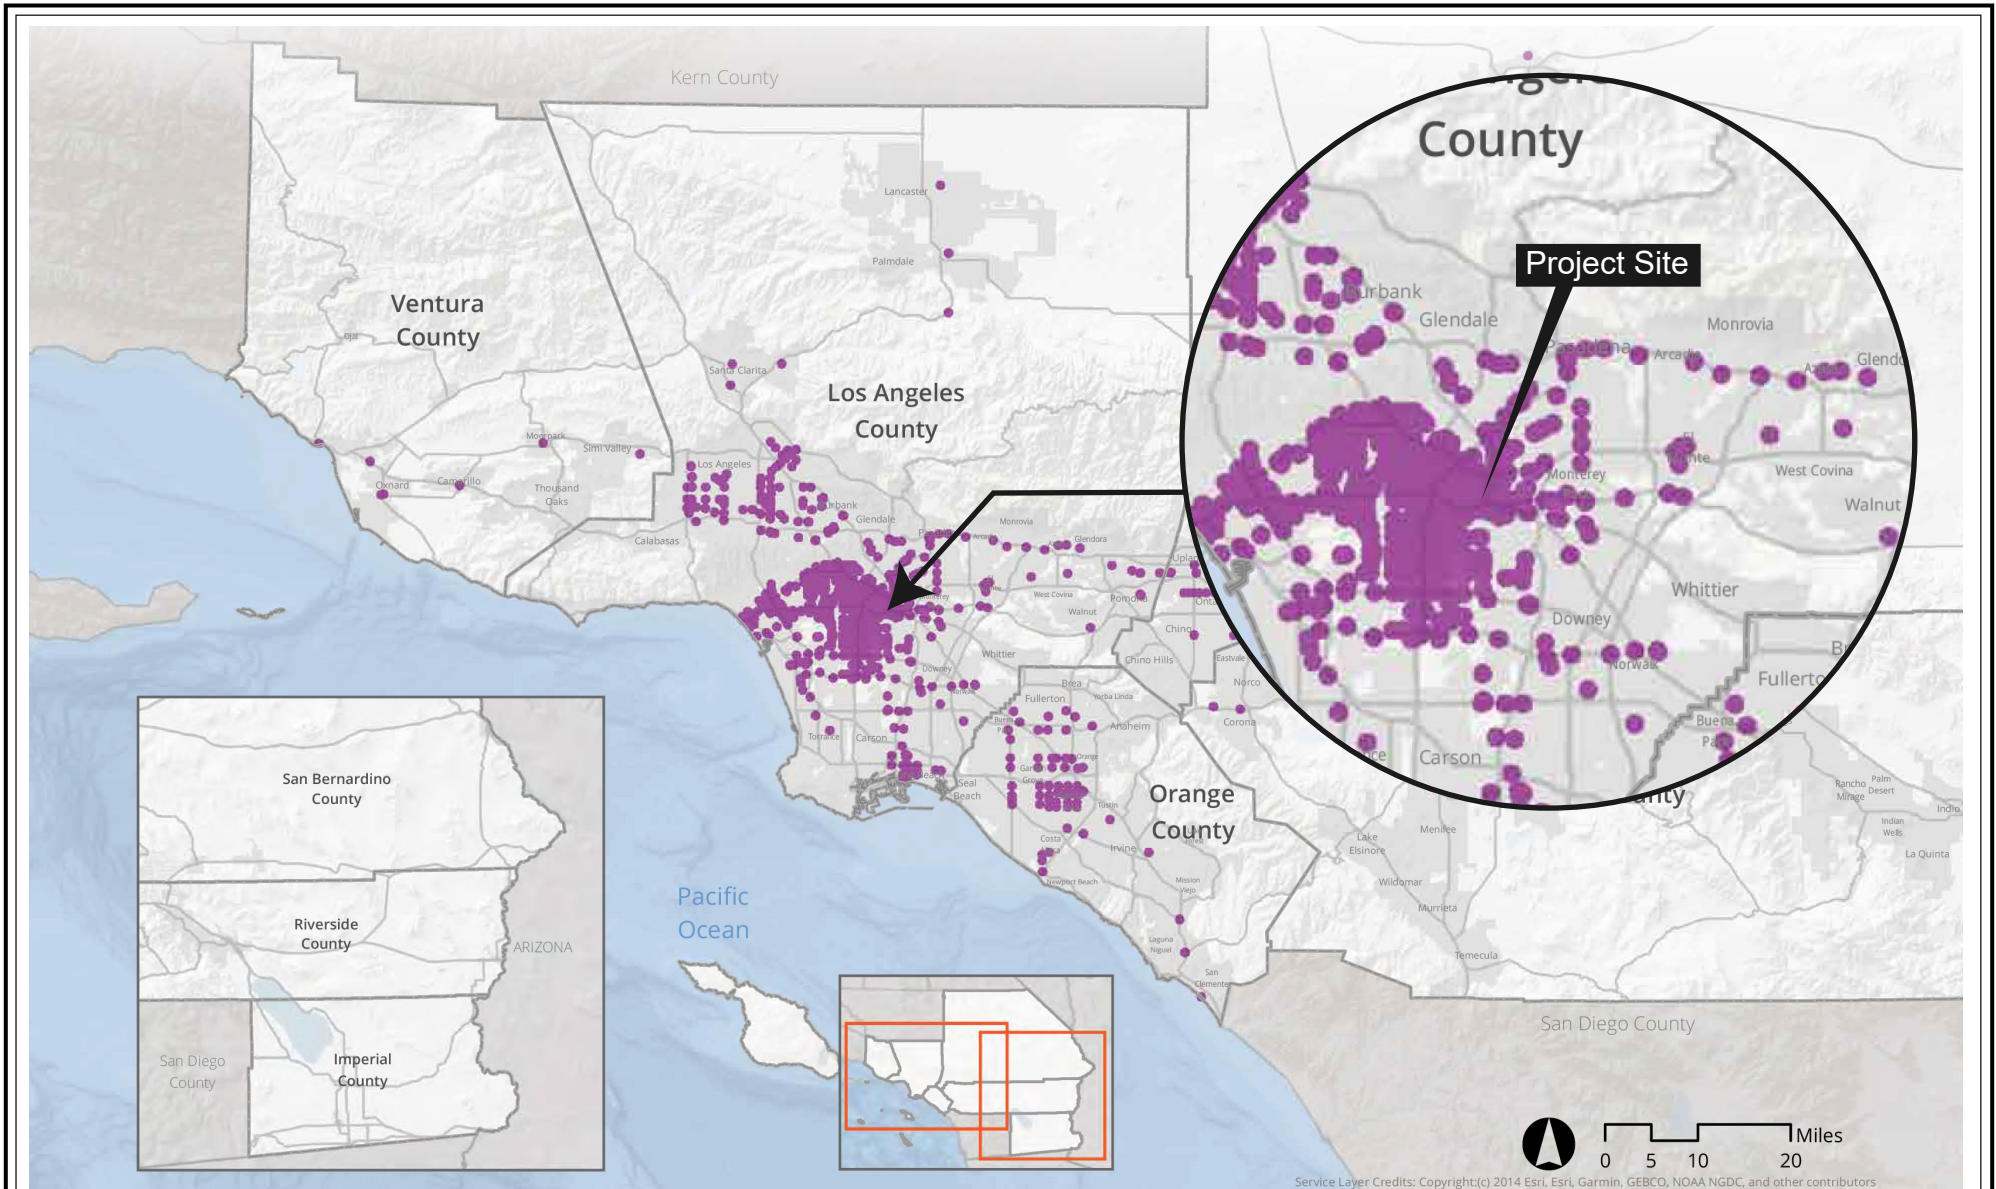 Kern County
County
Lancaster
Palmdale
Project Site
Ventura
County
Burbank
Glendale
Monrovia
Pasadena
Arcadia
Ojai
Santa Clarita
Los Angeles
County
Moorpark
Simi Valley
Los Angeles
Oxnard
Camarillo
Thousand
Oaks
Calabasas
Glendale
Monrovia
Glendora
West Covina
Walnut
Pomona
Chino
Chino Hills
Eastvale
Norco
Corona
Whittier
Downey
Norwalk
Brea
Yorba Linda
Fullerton
Anaheim
Orange
Torrance
Carson
Seal
Beach
Garden
Grove
Tustin
Costa
Irvine
Newport Beach
Mission
Viejo
Laguna
Niguel
San
Clemente
Orange
County
Monterey
West Covina
Walnut
Whittier
Downey
Norwalk
Buena
Carson
Lake
Elsinore
Menifee
Wildomar
Murrieta
Temecula
Rancho
Mirage
Palm
Desert
Indian
Wells
Indio
La Quinta
San Bernardino
County
Riverside
County
ARIZONA
San Diego
County
Imperial
County
Pacific
Ocean
San Diego County
Miles
0 5 10 20
Service Layer Credits: Copyright:(c) 2014 Esri, Esri, Garmin, GEBCO, NOAA NGDC, and other contributors